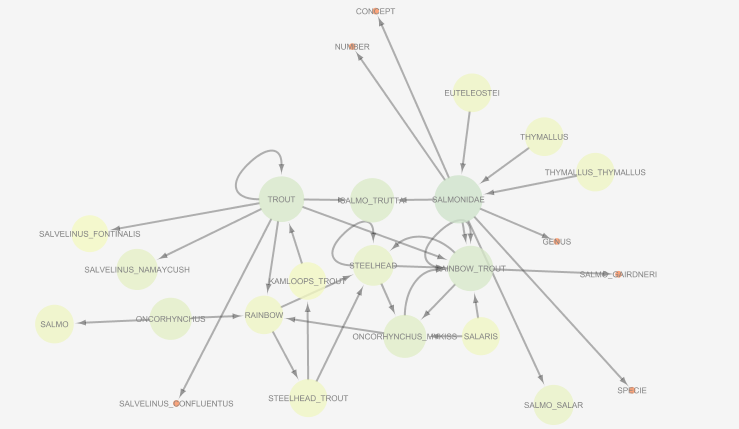 CONCEPT
NUMBER
EUTELEOSTEI
THYMALLUS
THYMALLUS_THYMALLUS
TROUT
SALMO_TRUTTA
SALMONIDAE
SALVELINUS_FONTINALIS
GENUS
SALVELINUS_NAMAYCUSH
STEELHEAD
RAINBOW_TROUT
SALMO_GAIRDNERI
KAMLOOPS_TROUT
SALMO
ONCORHYNCHUS
RAINBOW
ONCORHYNCHUS_MYKISS
SALARIS
SPECIE
STEELHEAD_TROUT
SALVELINUS_CONFLUENTUS
SALMO_SALAR